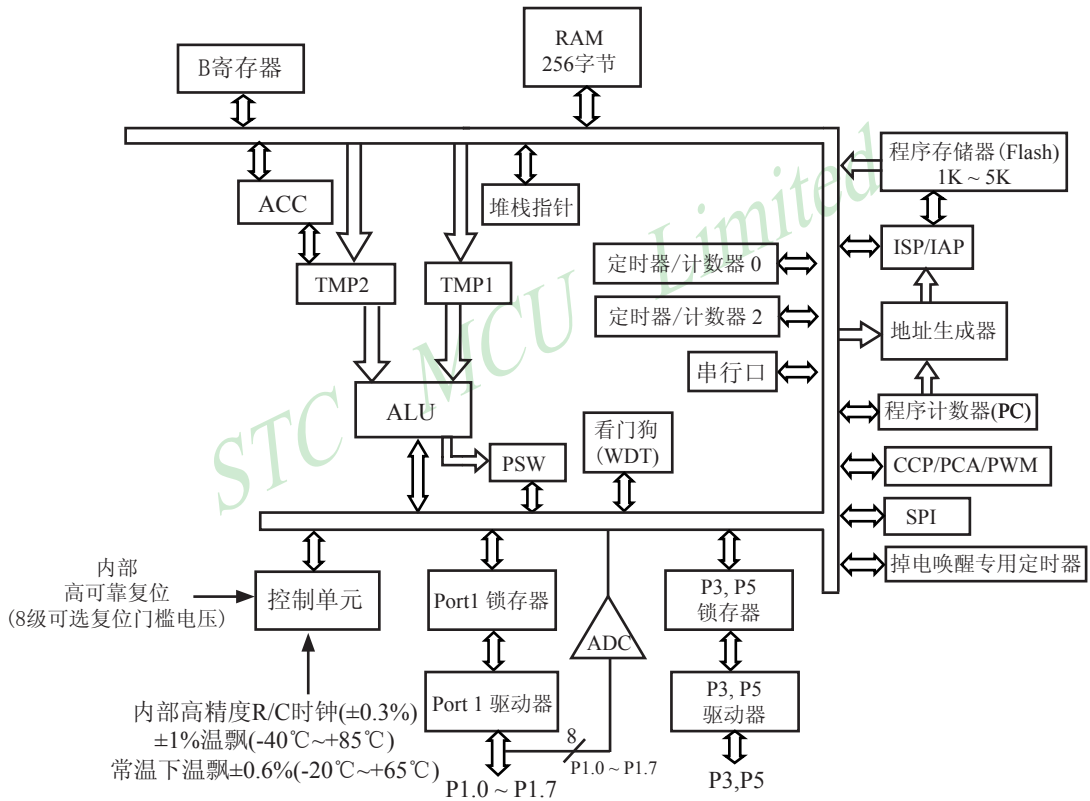 RAM
256字节
B寄存器
程序存储器(Flash)
1K ~ 5K
ACC
堆栈指针
ISP/IAP
定时器/计数器 0
TMP2
TMP1
定时器/计数器 2
地址生成器
串行口
ALU
程序计数器(PC)
看门狗
(WDT)
PSW
CCP/PCA/PWM
SPI
掉电唤醒专用定时器
内部
高可靠复位
(8级可选复位门槛电压)
控制单元
Port1 锁存器
P3, P5
锁存器
ADC
内部高精度R/C时钟(±0.3%)
±1%温飘(-40℃~+85℃)
常温下温飘±0.6%(-20℃~+65℃)
Port 1 驱动器
P3, P5
驱动器
8
P1.0 ~ P1.7
P1.0 ~ P1.7
P3,P5
STC MCU Limited